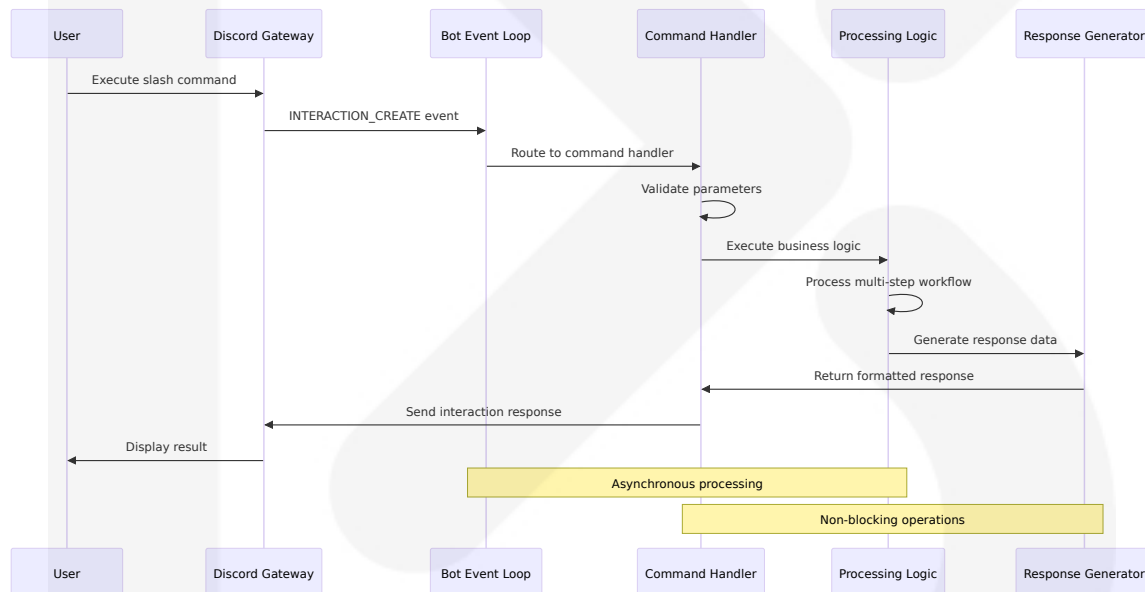 User
Discord Gateway
Bot Event Loop
Command Handler
Processing Logic
Response Generator
Execute slash command
INTERACTION_CREATE event
Route to command handler
Validate parameters
Execute business logic
Process multi-step workflow
Generate response data
Return formatted response
Send interaction response
Display result
Asynchronous processing
Non-blocking operations
User
Discord Gateway
Bot Event Loop
Command Handler
Processing Logic
Response Generator